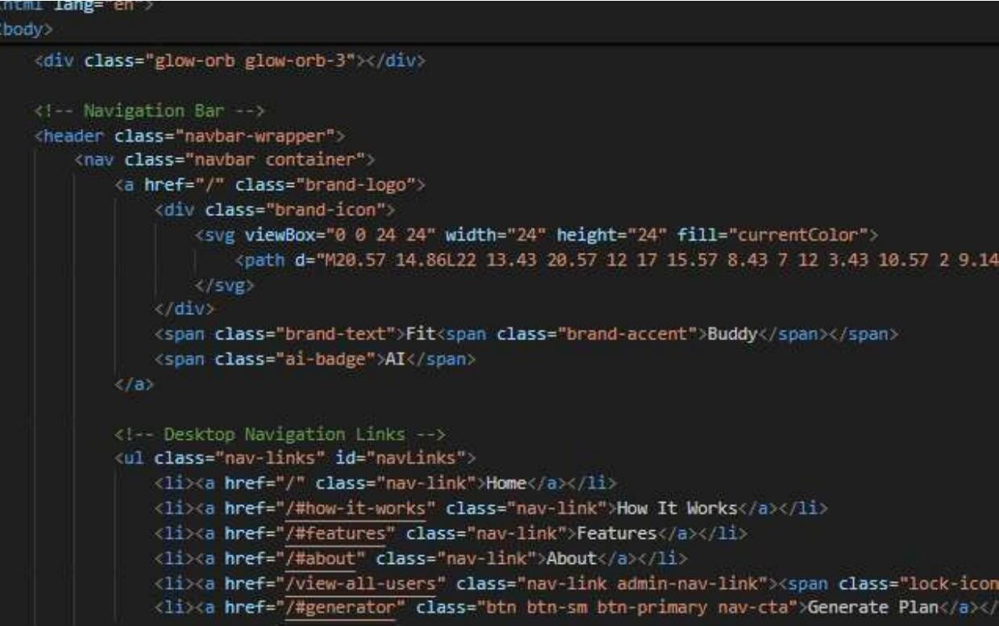 html lang="en">
<body>
<div class="glow-orb glow-orb-3"></div>
<!-- Navigation Bar -->
<header class="navbar-wrapper">
<nav class="navbar container">
<a href="/" class="brand-logo">
<div class="brand-icon">
<svg viewBox="0 0 24 24" width="24" height="24" fill="currentColor">
<path d="M20.57 14.86L22 13.43 20.57 12 17 15.57 8.43 7 12 3.43 10.57 2 9.14
</svg>
</div>
<span class="brand-text">Fit<span class="brand-accent">Buddy</span></span>
<span class="ai-badge">AI</span>
</a>
<!-- Desktop Navigation Links -->
<ul class="nav-links" id="navLinks">
<li><a href="/" class="nav-link">Home</a></li>
<li><a href="/#how-it-works" class="nav-link">How It Works</a></li>
<li><a href="/#features" class="nav-link">Features</a></li>
<li><a href="/#about" class="nav-link">About</a></li>
<li><a href="/view-all-users" class="nav-link admin-nav-link"><span class="lock-icon
<li><a href="/#generator" class="btn btn-sm btn-primary nav-cta">Generate Plan</a></